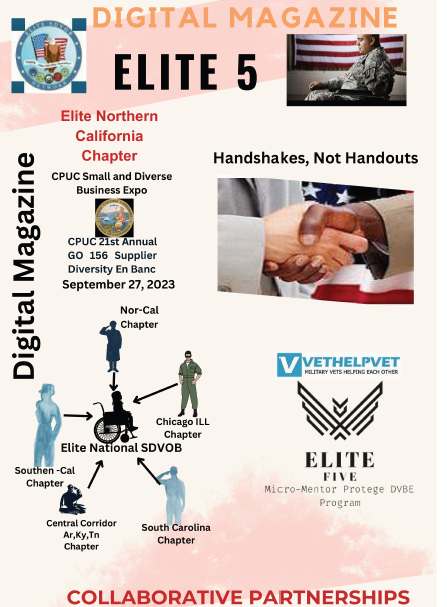 DIGITAL MAGAZINE
ELITE 5
Elite Northern
California
Chapter
CPUC Small and Diverse
Business Expo
CPUC 21st Annual
GO 156 Supplien
Diversity En Banc
September 27, 2023
Digital Magazine
Handshakes, Not Handouts
Nor-Cal
Chapter
Chicago ILL
Chapter
Elite National SDVOB
Southen -Cal
Chapter
Central Corridor
Ar,Ky,Tn
Chapter
South Carolina
Chapter
VETHELPVET
MILITARY VETS HELPING EACH OTHER
ELITE
FIVE
Micro-Mentor Protege DVBE
Program
COLLABORATIVE PARTNERSHIPS